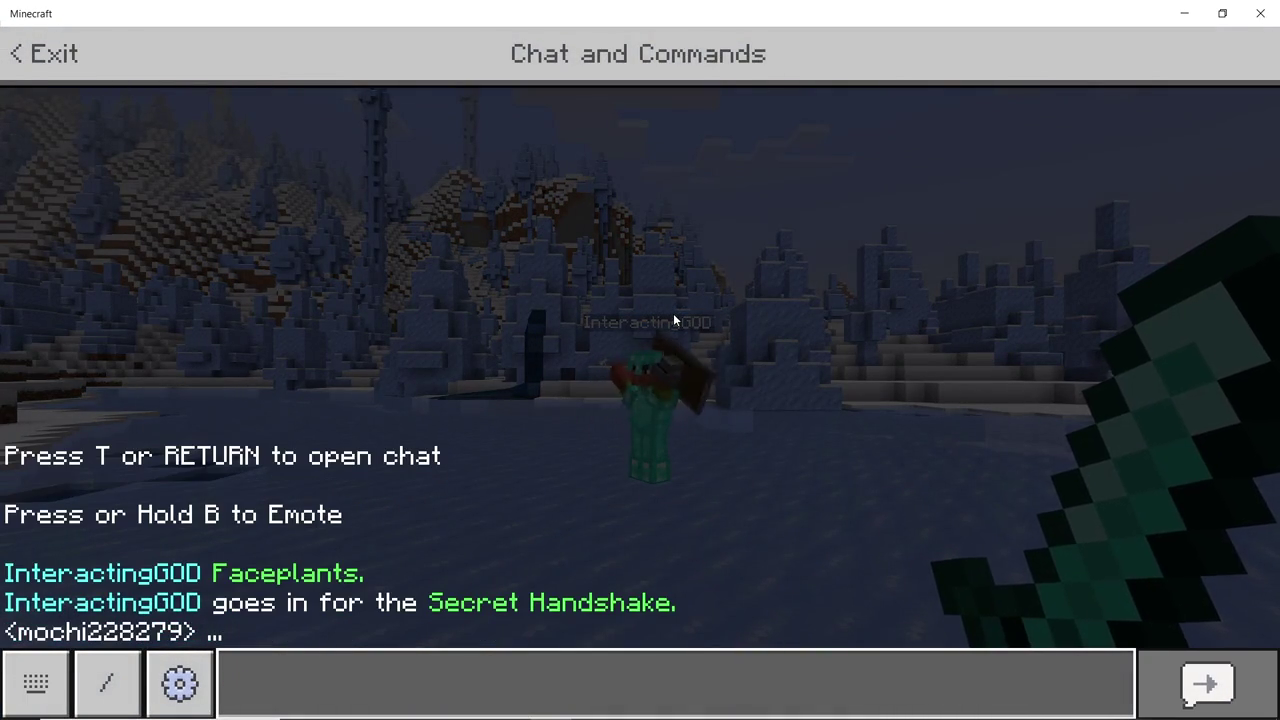 Minecraft
< Exit
Chat and Commands
InteractingGOD
Press T or RETURN to open chat
Press or Hold B to Emote
InteractingGOD Faceplants.
InteractingGOD goes in for the Secret Handshake.
<mochi228279> ...
/